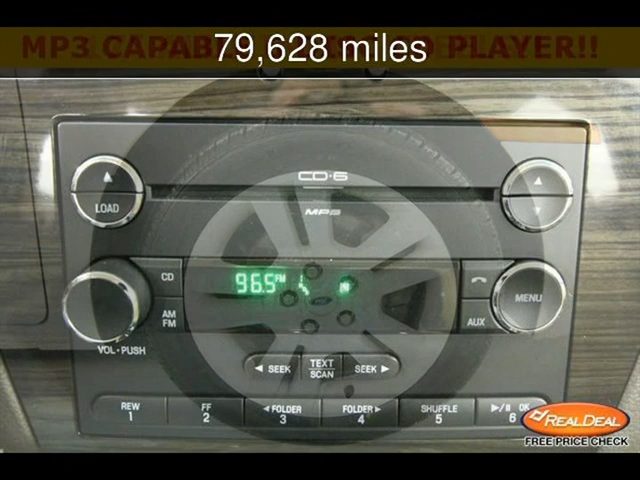 79,628 miles
MP3 CAPABLE
PLAYER!!
CD·6
LOAD
MP3
CD
96.5 FM
MENU
AM
FM
AUX
VOL · PUSH
◄ SEEK
TEXT
SCAN
SEEK ►
REW
1
FF
2
◄ FOLDER
3
FOLDER ►
4
SHUFFLE
5
►/II OK
6
REALDEAL
FREE PRICE CHECK